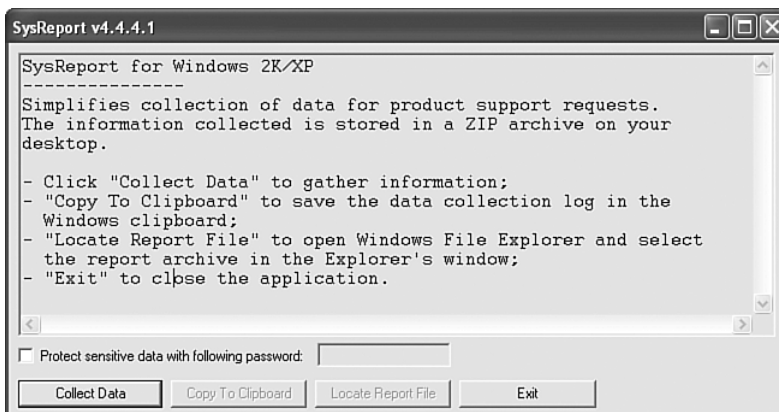 SysReport v4.4.4.1
SysReport for Windows 2K/XP
---------------
Simplifies collection of data for product support requests.
The information collected is stored in a ZIP archive on your
desktop.
- Click "Collect Data" to gather information;
- "Copy To Clipboard" to save the data collection log in the
Windows clipboard;
- "Locate Report File" to open Windows File Explorer and select
the report archive in the Explorer's window;
- "Exit" to close the application.
Protect sensitive data with following password:
Collect Data Copy To Clipboard Locate Report File Exit